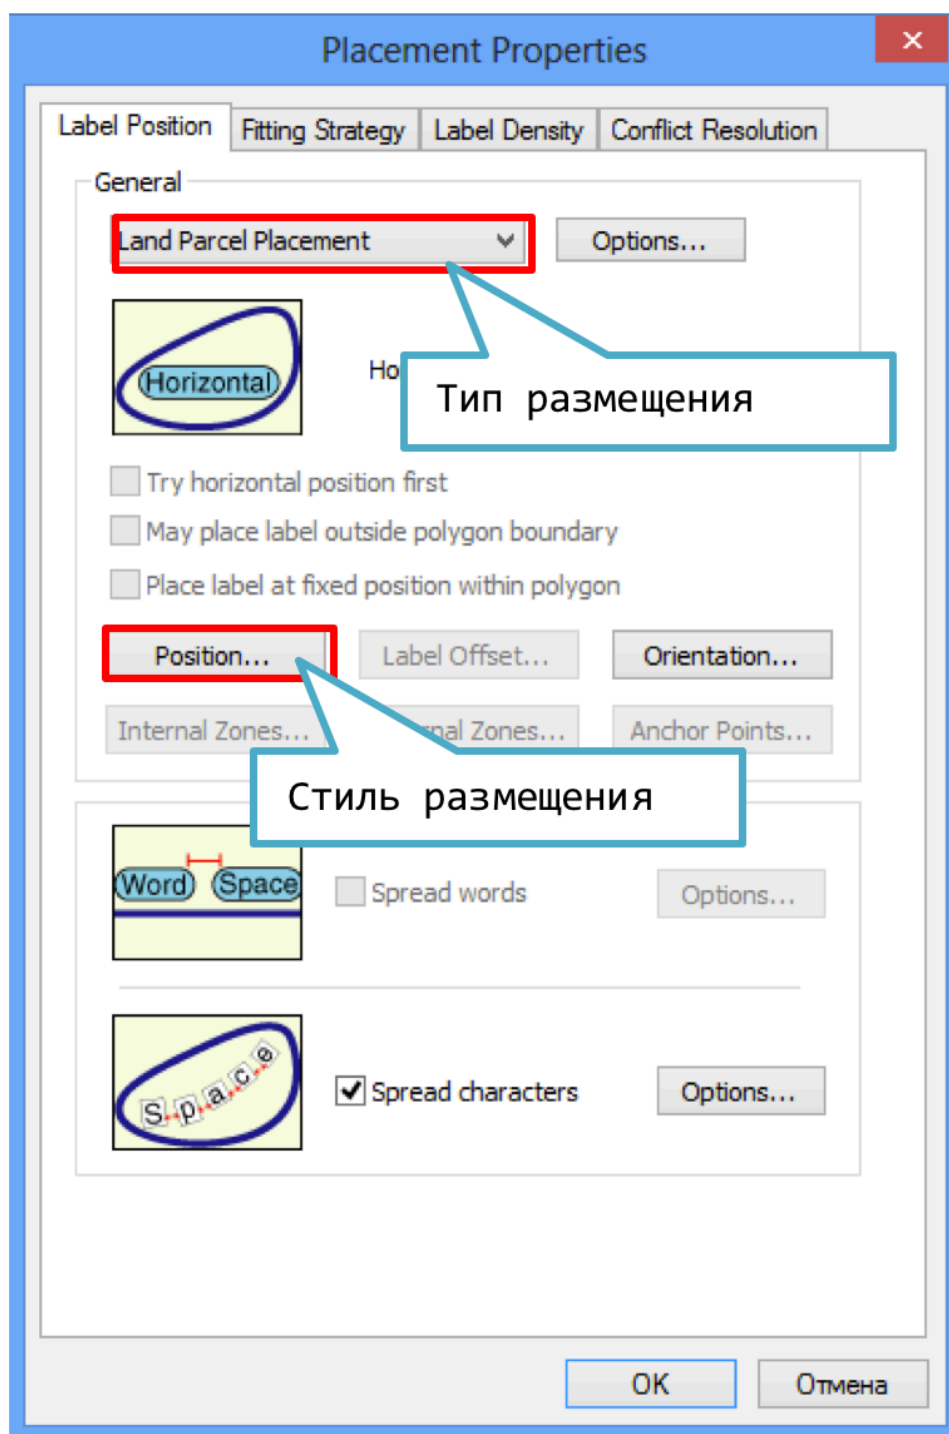 Placement Properties
Label Position
Fitting Strategy
Label Density
Conflict Resolution
General
Land Parcel Placement
Options...
Horizontal
Тип размещения
Try horizontal position first
May place label outside polygon boundary
Place label at fixed position within polygon
Position...
Label Offset...
Orientation...
Internal Zones...
Zones...
Anchor Points...
Стиль размещения
Word Space
Spread words
Options...
Space
Spread characters
Options...
OK
Отмена